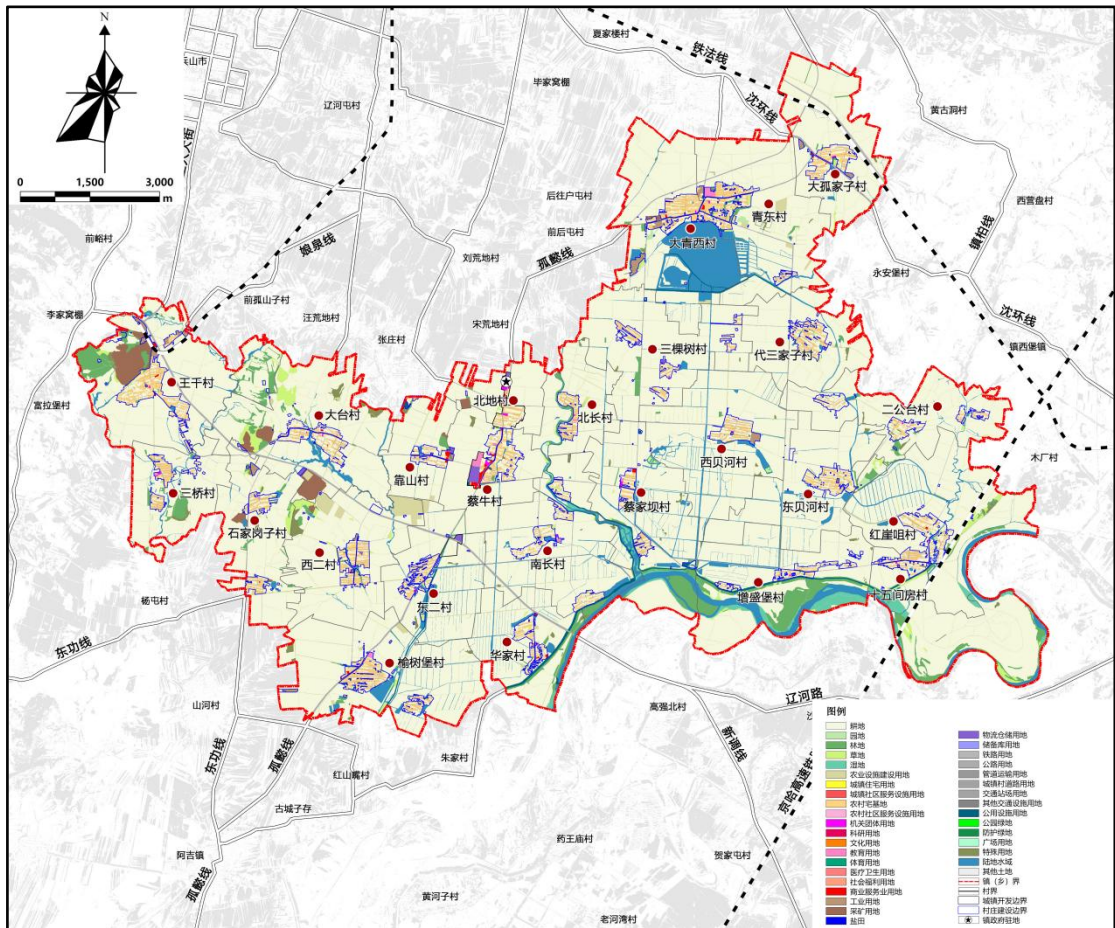 N
0 1,500 3,000
m
夏家楼村
铁法线
毕家窝棚
辽河屯村
沈环线
黄古洞村
大孤家子村
后往户屯村
青东村
西营盘村
前峪村
前后屯村
大青西村
镇柏线
娘泉线
刘荒地村
孤懿线
永安堡村
前孤山子村
李家窝棚
汪荒地村
宋荒地村
沈环线
张庄村
三棵树村
代三家子村
镇西堡镇
王千村
富拉堡村
北地村
北长村
二公台村
大台村
西贝河村
木厂村
靠山村
三桥村
蔡牛村
蔡家坝村
东贝河村
石家岗子村
红崖咀村
西二村
南长村
增盛堡村
十五间房村
东二村
杨屯村
东功线
华家村
榆树堡村
辽河路
山河村
高强北村
新调线
东功线
孤懿线
朱家村
红山嘴村
古城子存
药王庙村
贺家屯村
阿吉镇
孤懿线
黄河子村
老河湾村
图例
耕地
园地
林地
草地
湿地
农业设施建设用地
城镇住宅用地
城镇社区服务设施用地
农村宅基地
农村社区服务设施用地
机关团体用地
科研用地
文化用地
教育用地
体育用地
医疗卫生用地
社会福利用地
商业服务业用地
工业用地
采矿用地
盐田
物流仓储用地
储备库用地
铁路用地
公路用地
管道运输用地
城镇村道路用地
交通站场用地
其他交通设施用地
公用设施用地
公园绿地
防护绿地
广场用地
特殊用地
陆地水域
其他土地
镇（乡）界
村界
城镇开发边界
村庄建设边界
镇政府驻地